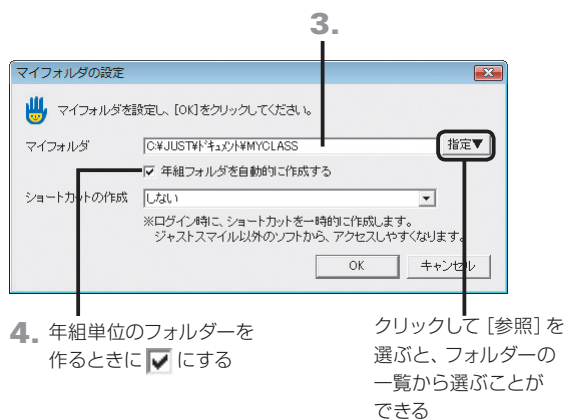 3.
マイフォルダの設定
マイフォルダを設定し、[OK]をクリックしてください。
マイフォルダ
C:¥JUST¥ﾄﾞｷｭﾒﾝﾄ¥MYCLASS
指定▼
年組フォルダを自動的に作成する
ショートカットの作成
しない
※ログイン時に、ショートカットを一時的に作成します。
ジャストスマイル以外のソフトから、アクセスしやすくなります。
OK
キャンセル
4. 年組単位のフォルダーを
作るときに ☑ にする
クリックして［参照］を
選ぶと、フォルダーの
一覧から選ぶことが
できる